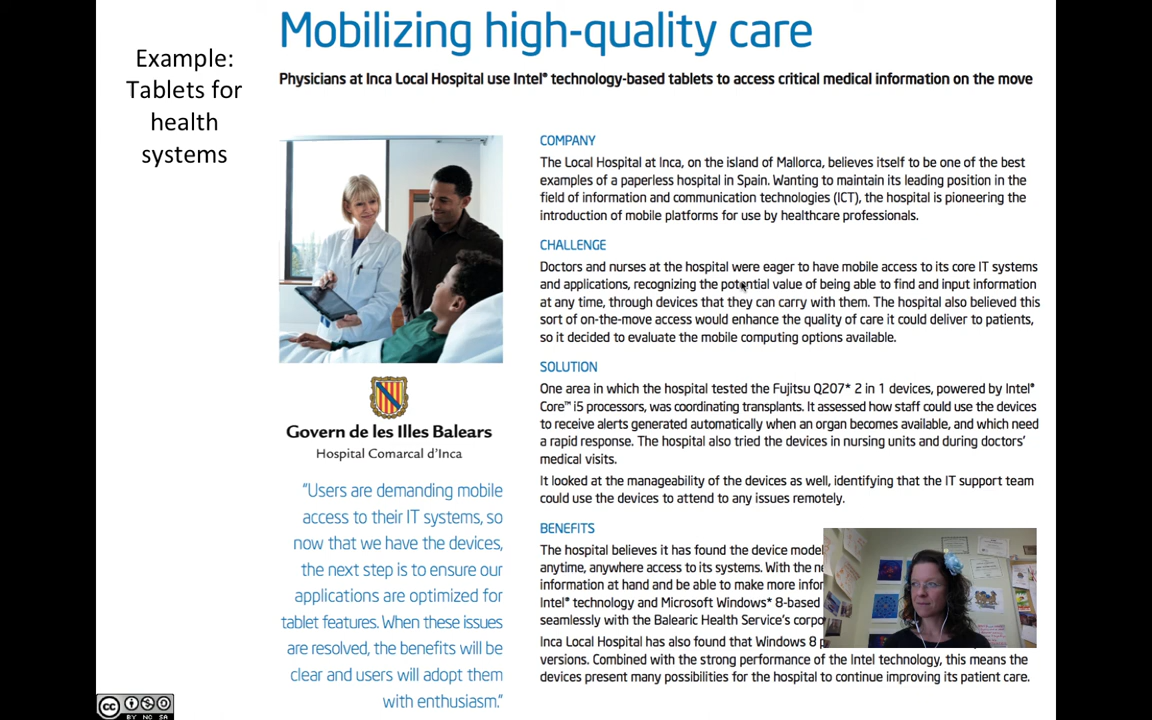 Mobilizing high-quality care
Example:
Tablets for
health
systems
Physicians at Inca Local Hospital use Intel® technology-based tablets to access critical medical information on the move
COMPANY
The Local Hospital at Inca, on the island of Mallorca, believes itself to be one of the best
examples of a paperless hospital in Spain. Wanting to maintain its leading position in the
field of information and communication technologies (ICT), the hospital is pioneering the
introduction of mobile platforms for use by healthcare professionals.
CHALLENGE
Doctors and nurses at the hospital were eager to have mobile access to its core IT systems
and applications, recognizing the potential value of being able to find and input information
at any time, through devices that they can carry with them. The hospital also believed this
sort of on-the-move access would enhance the quality of care it could deliver to patients,
so it decided to evaluate the mobile computing options available.
SOLUTION
One area in which the hospital tested the Fujitsu Q207* 2 in 1 devices, powered by Intel®
Core™ i5 processors, was coordinating transplants. It assessed how staff could use the devices
to receive alerts generated automatically when an organ becomes available, and which need
a rapid response. The hospital also tried the devices in nursing units and during doctors'
medical visits.
It looked at the manageability of the devices as well, identifying that the IT support team
could use the devices to attend to any issues remotely.
BENEFITS
The hospital believes it has found the device model
anytime, anywhere access to its systems. With the
information at hand and be able to make more
Intel® technology and Microsoft Windows* 8-based
seamlessly with the Balearic Health Service's
Inca Local Hospital has also found that Windows 8
versions. Combined with the strong performance of the Intel technology, this means the
devices present many possibilities for the hospital to continue improving its patient care.
Govern de les Illes Balears
Hospital Comarcal d'Inca
"Users are demanding mobile
access to their IT systems, so
now that we have the devices,
the next step is to ensure our
applications are optimized for
tablet features. When these issues
are resolved, the benefits will be
clear and users will adopt them
with enthusiasm."
cc
BY NC SA